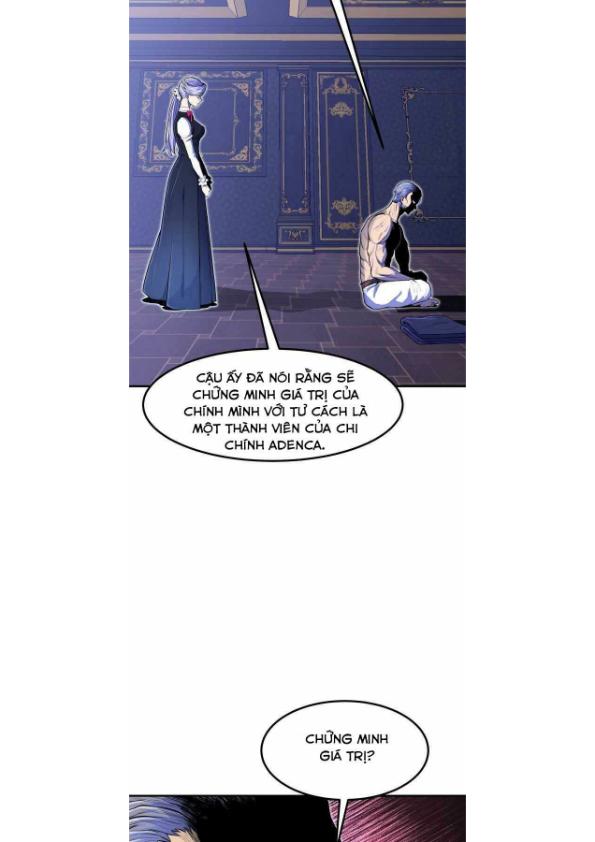 CẬU ẤY ĐÃ NÓI RẰNG SẼ
CHỨNG MINH GIÁ TRỊ CỦA
CHÍNH MÌNH VỚI TƯ CÁCH LÀ
MỘT THÀNH VIÊN CỦA CHI
CHÍNH ADENCA.
CHỨNG MINH
GIÁ TRỊ?